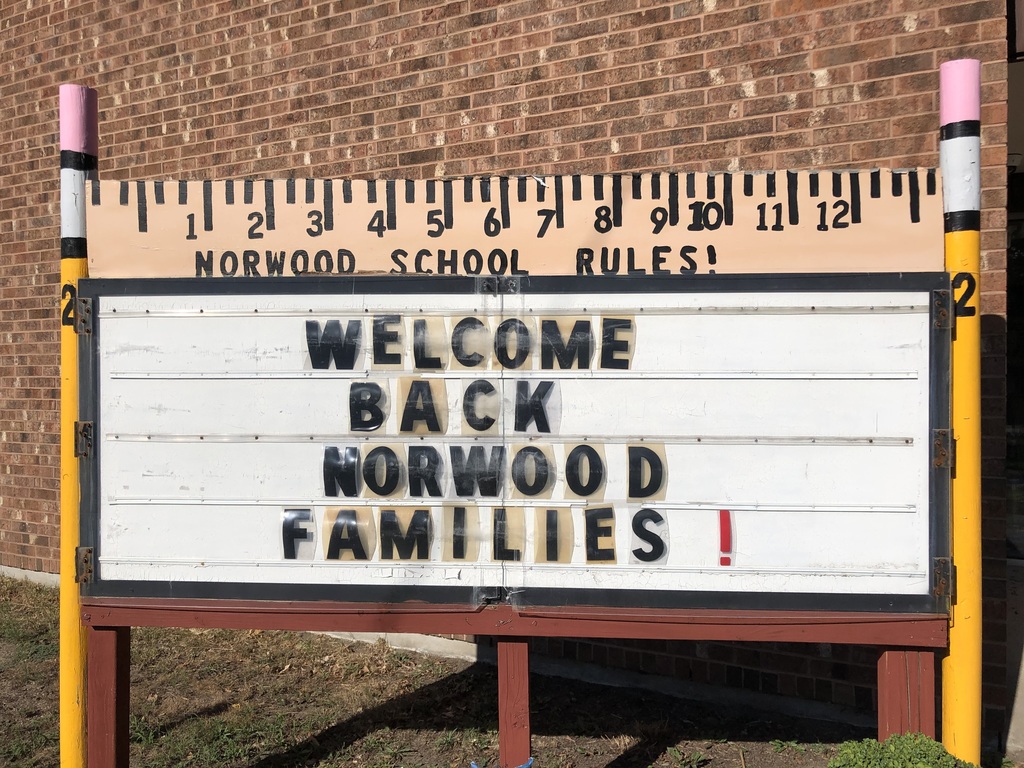 1 2 3 4 5 6 7 8 9 10 11 12
NORWOOD SCHOOL RULES!
2 2
WELCOME
BACK
NORWOOD
FAMILIES !